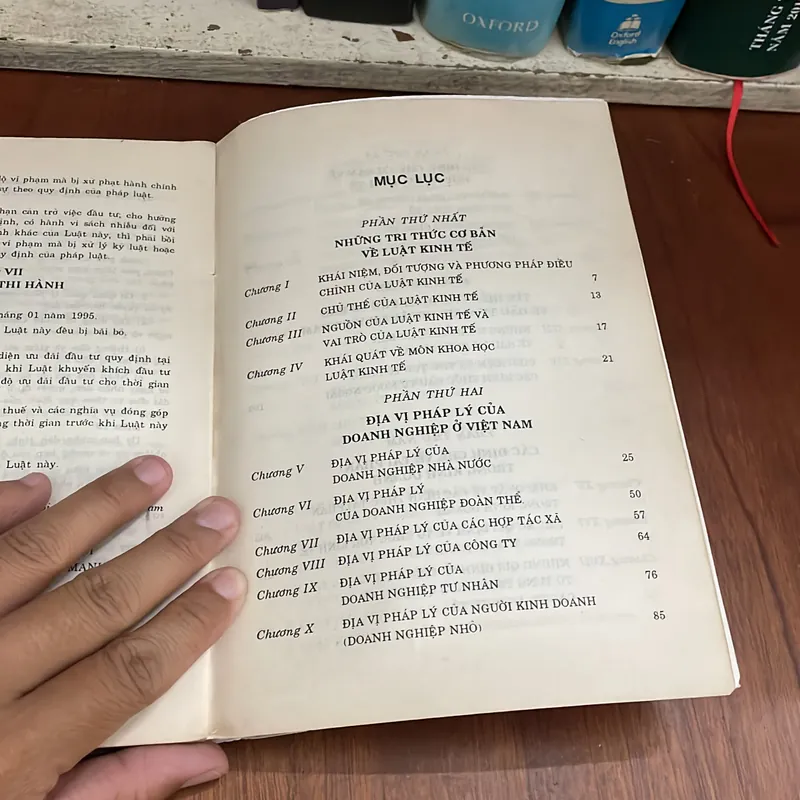 OXFORD
Oxford
English
THÁNG
NĂM 201
vi phạm mà bị xử phạt hành chính
sự theo quy định của pháp luật.
cản trở việc đầu tư, cho hưởng
định, có hành vi sách nhiễu đối với
khác của Luật này, thì phải bồi
vi phạm mà bị xử lý kỷ luật hoặc
quy định của pháp luật.
VII
THI HÀNH
tháng 01 năm 1995.
Luật này đều bị bãi bỏ.
diện ưu đãi đầu tư quy định tại
khi Luật khuyến khích đầu tư
độ ưu đãi đầu tư cho thời gian
thuế và các nghĩa vụ đóng góp
thời gian trước khi Luật này
Luật này.
MỤC LỤC
PHẦN THỨ NHẤT
NHỮNG TRI THỨC CƠ BẢN
VỀ LUẬT KINH TẾ
Chương I KHÁI NIỆM, ĐỐI TƯỢNG VÀ PHƯƠNG PHÁP ĐIỀU
CHỈNH CỦA LUẬT KINH TẾ 7
Chương II CHỦ THỂ CỦA LUẬT KINH TẾ 13
Chương III NGUỒN CỦA LUẬT KINH TẾ VÀ
VAI TRÒ CỦA LUẬT KINH TẾ 17
Chương IV KHÁI QUÁT VỀ MÔN KHOA HỌC
LUẬT KINH TẾ 21
PHẦN THỨ HAI
ĐỊA VỊ PHÁP LÝ CỦA
DOANH NGHIỆP Ở VIỆT NAM
Chương V ĐỊA VỊ PHÁP LÝ CỦA
DOANH NGHIỆP NHÀ NƯỚC 25
Chương VI ĐỊA VỊ PHÁP LÝ
CỦA DOANH NGHIỆP ĐOÀN THỂ 50
Chương VII ĐỊA VỊ PHÁP LÝ CỦA CÁC HỢP TÁC XÃ 57
Chương VIII ĐỊA VỊ PHÁP LÝ CỦA CÔNG TY 64
Chương IX ĐỊA VỊ PHÁP LÝ CỦA
DOANH NGHIỆP TƯ NHÂN 76
Chương X ĐỊA VỊ PHÁP LÝ CỦA NGƯỜI KINH DOANH
(DOANH NGHIỆP NHỎ) 85